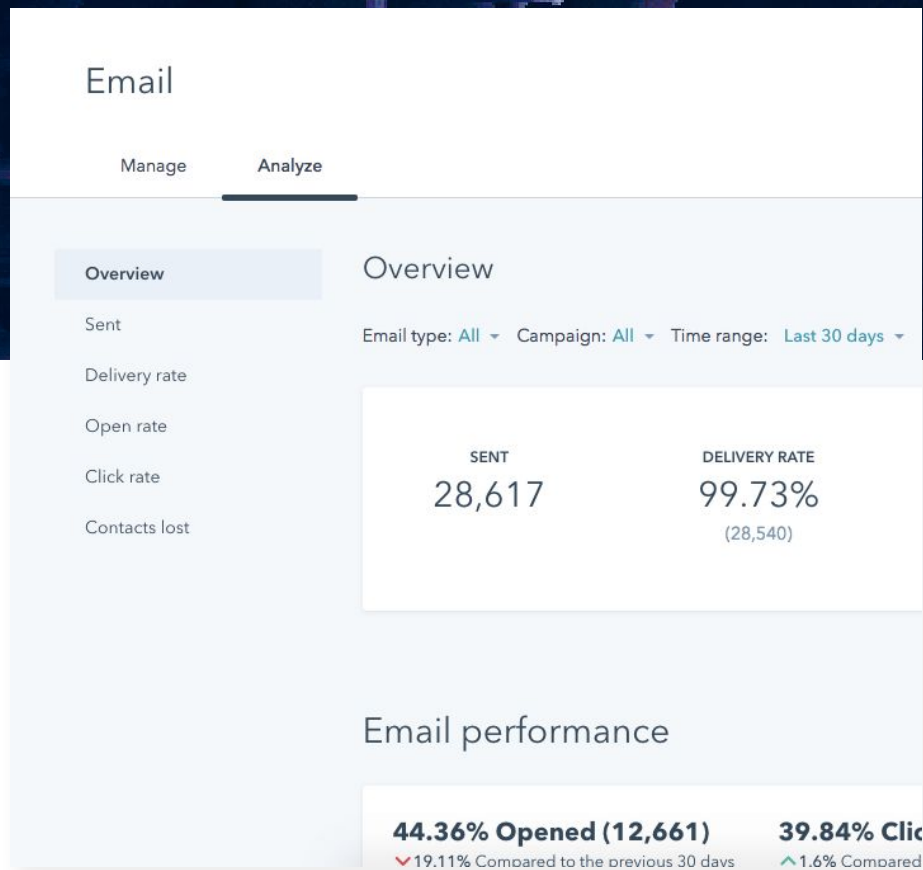 Email
Manage Analyze
Overview
Sent
Delivery rate
Open rate
Click rate
Contacts lost
Overview
Email type: All Campaign: All Time range: Last 30 days
SENT DELIVERY RATE
28,617 99.73%
(28,540)
Email performance
44.36% Opened (12,661) 39.84% Clic
19.11% Compared to the previous 30 days 1.6% Compared